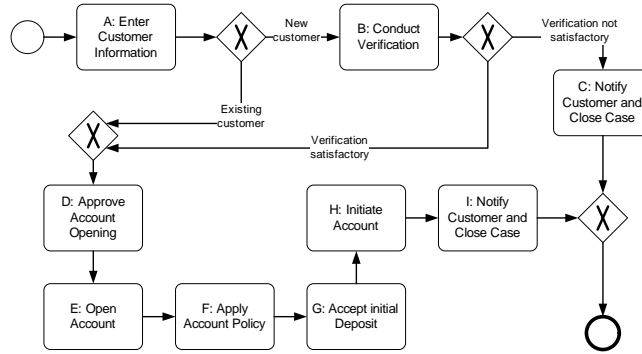 A: Enter
Customer
Information
New
customer
B: Conduct
Verification
Verification not
satisfactory
C: Notify
Customer and
Close Case
Existing
customer
Verification
satisfactory
D: Approve
Account
Opening
H: Initiate
Account
I: Notify
Customer and
Close Case
E: Open
Account
F: Apply
Account Policy
G: Accept initial
Deposit